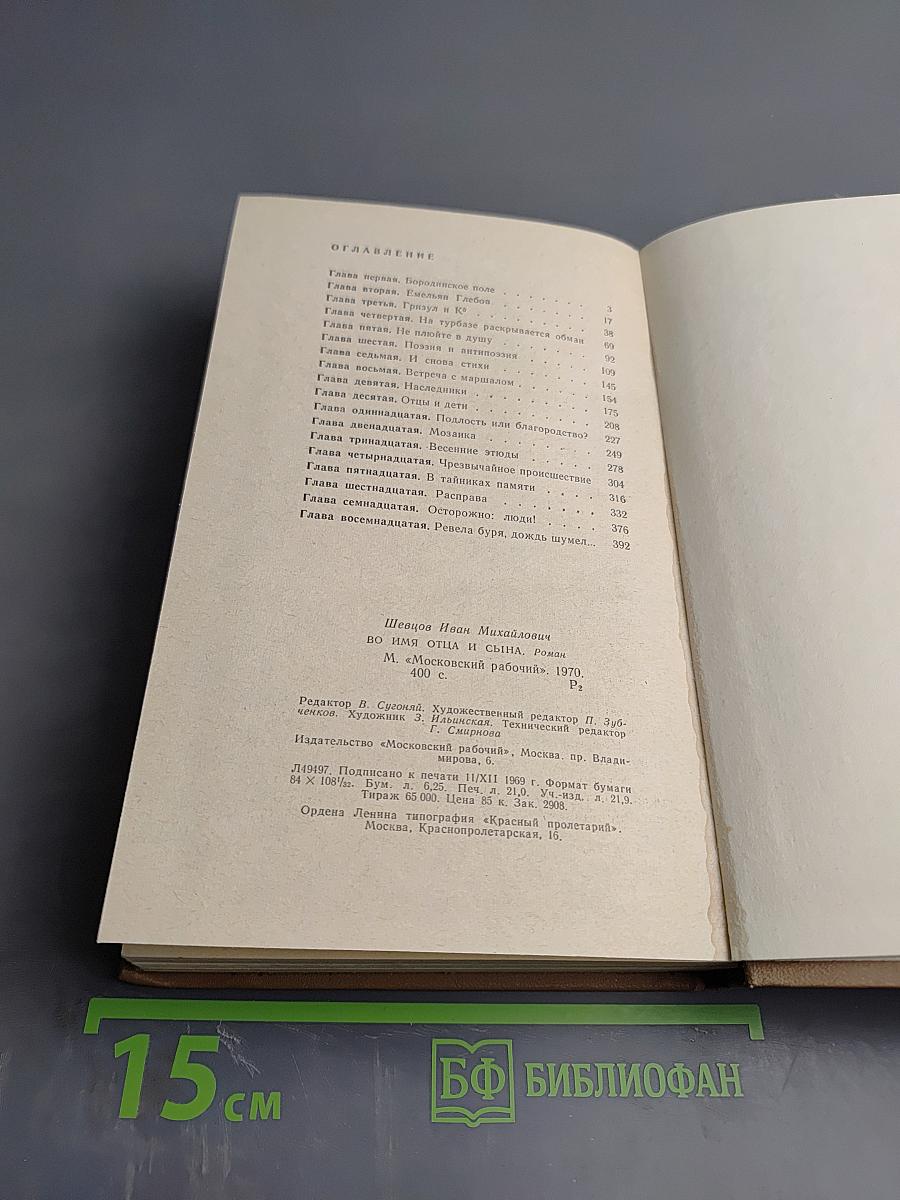 ОГЛАВЛЕНИЕ
Глава первая. Бородинское поле . . . . . . . 3
Глава вторая. Емельян Глебов . . . . . . . 17
Глава третья. Гризул и К° . . . . . . . 38
Глава четвертая. На турбазе раскрывается обман 69
Глава пятая. Не плюйте в душу . . . . . . . 92
Глава шестая. Поэзия и антипоэзия . . . . . 109
Глава седьмая. И снова стихи . . . . . . . 145
Глава восьмая. Встреча с маршалом . . . . . 154
Глава девятая. Наследники . . . . . . . 175
Глава десятая. Отцы и дети . . . . . . . 208
Глава одиннадцатая. Подлость или благородство? 227
Глава двенадцатая. Мозаика . . . . . . . 249
Глава тринадцатая. Весенние этюды . . . . . 278
Глава четырнадцатая. Чрезвычайное происшествие 304
Глава пятнадцатая. В тайниках памяти . . . . 316
Глава шестнадцатая. Расправа . . . . . . 332
Глава семнадцатая. Осторожно: люди! . . . . 376
Глава восемнадцатая. Ревела буря, дождь шумел... 392
Шевцов Иван Михайлович
ВО ИМЯ ОТЦА И СЫНА. Роман
М. «Московский рабочий». 1970.
400 с. Р2
Редактор В. Сугоняй. Художественный редактор П. Зуб-
ченков. Художник З. Ильинская. Технический редактор
Г. Смирнова
Издательство «Московский рабочий», Москва. пр. Влади-
мирова, 6.
Л49497. Подписано к печати 11/XII 1969 г. Формат бумаги
84 × 108 1/32. Бум. л. 6,25. Печ. л. 21,0. Уч.-изд. л. 21,9.
Тираж 65 000. Цена 85 к. Зак. 2908.
Ордена Ленина типография «Красный пролетарий».
Москва, Краснопролетарская, 16.
15 см
БФ БИБЛИОФАН